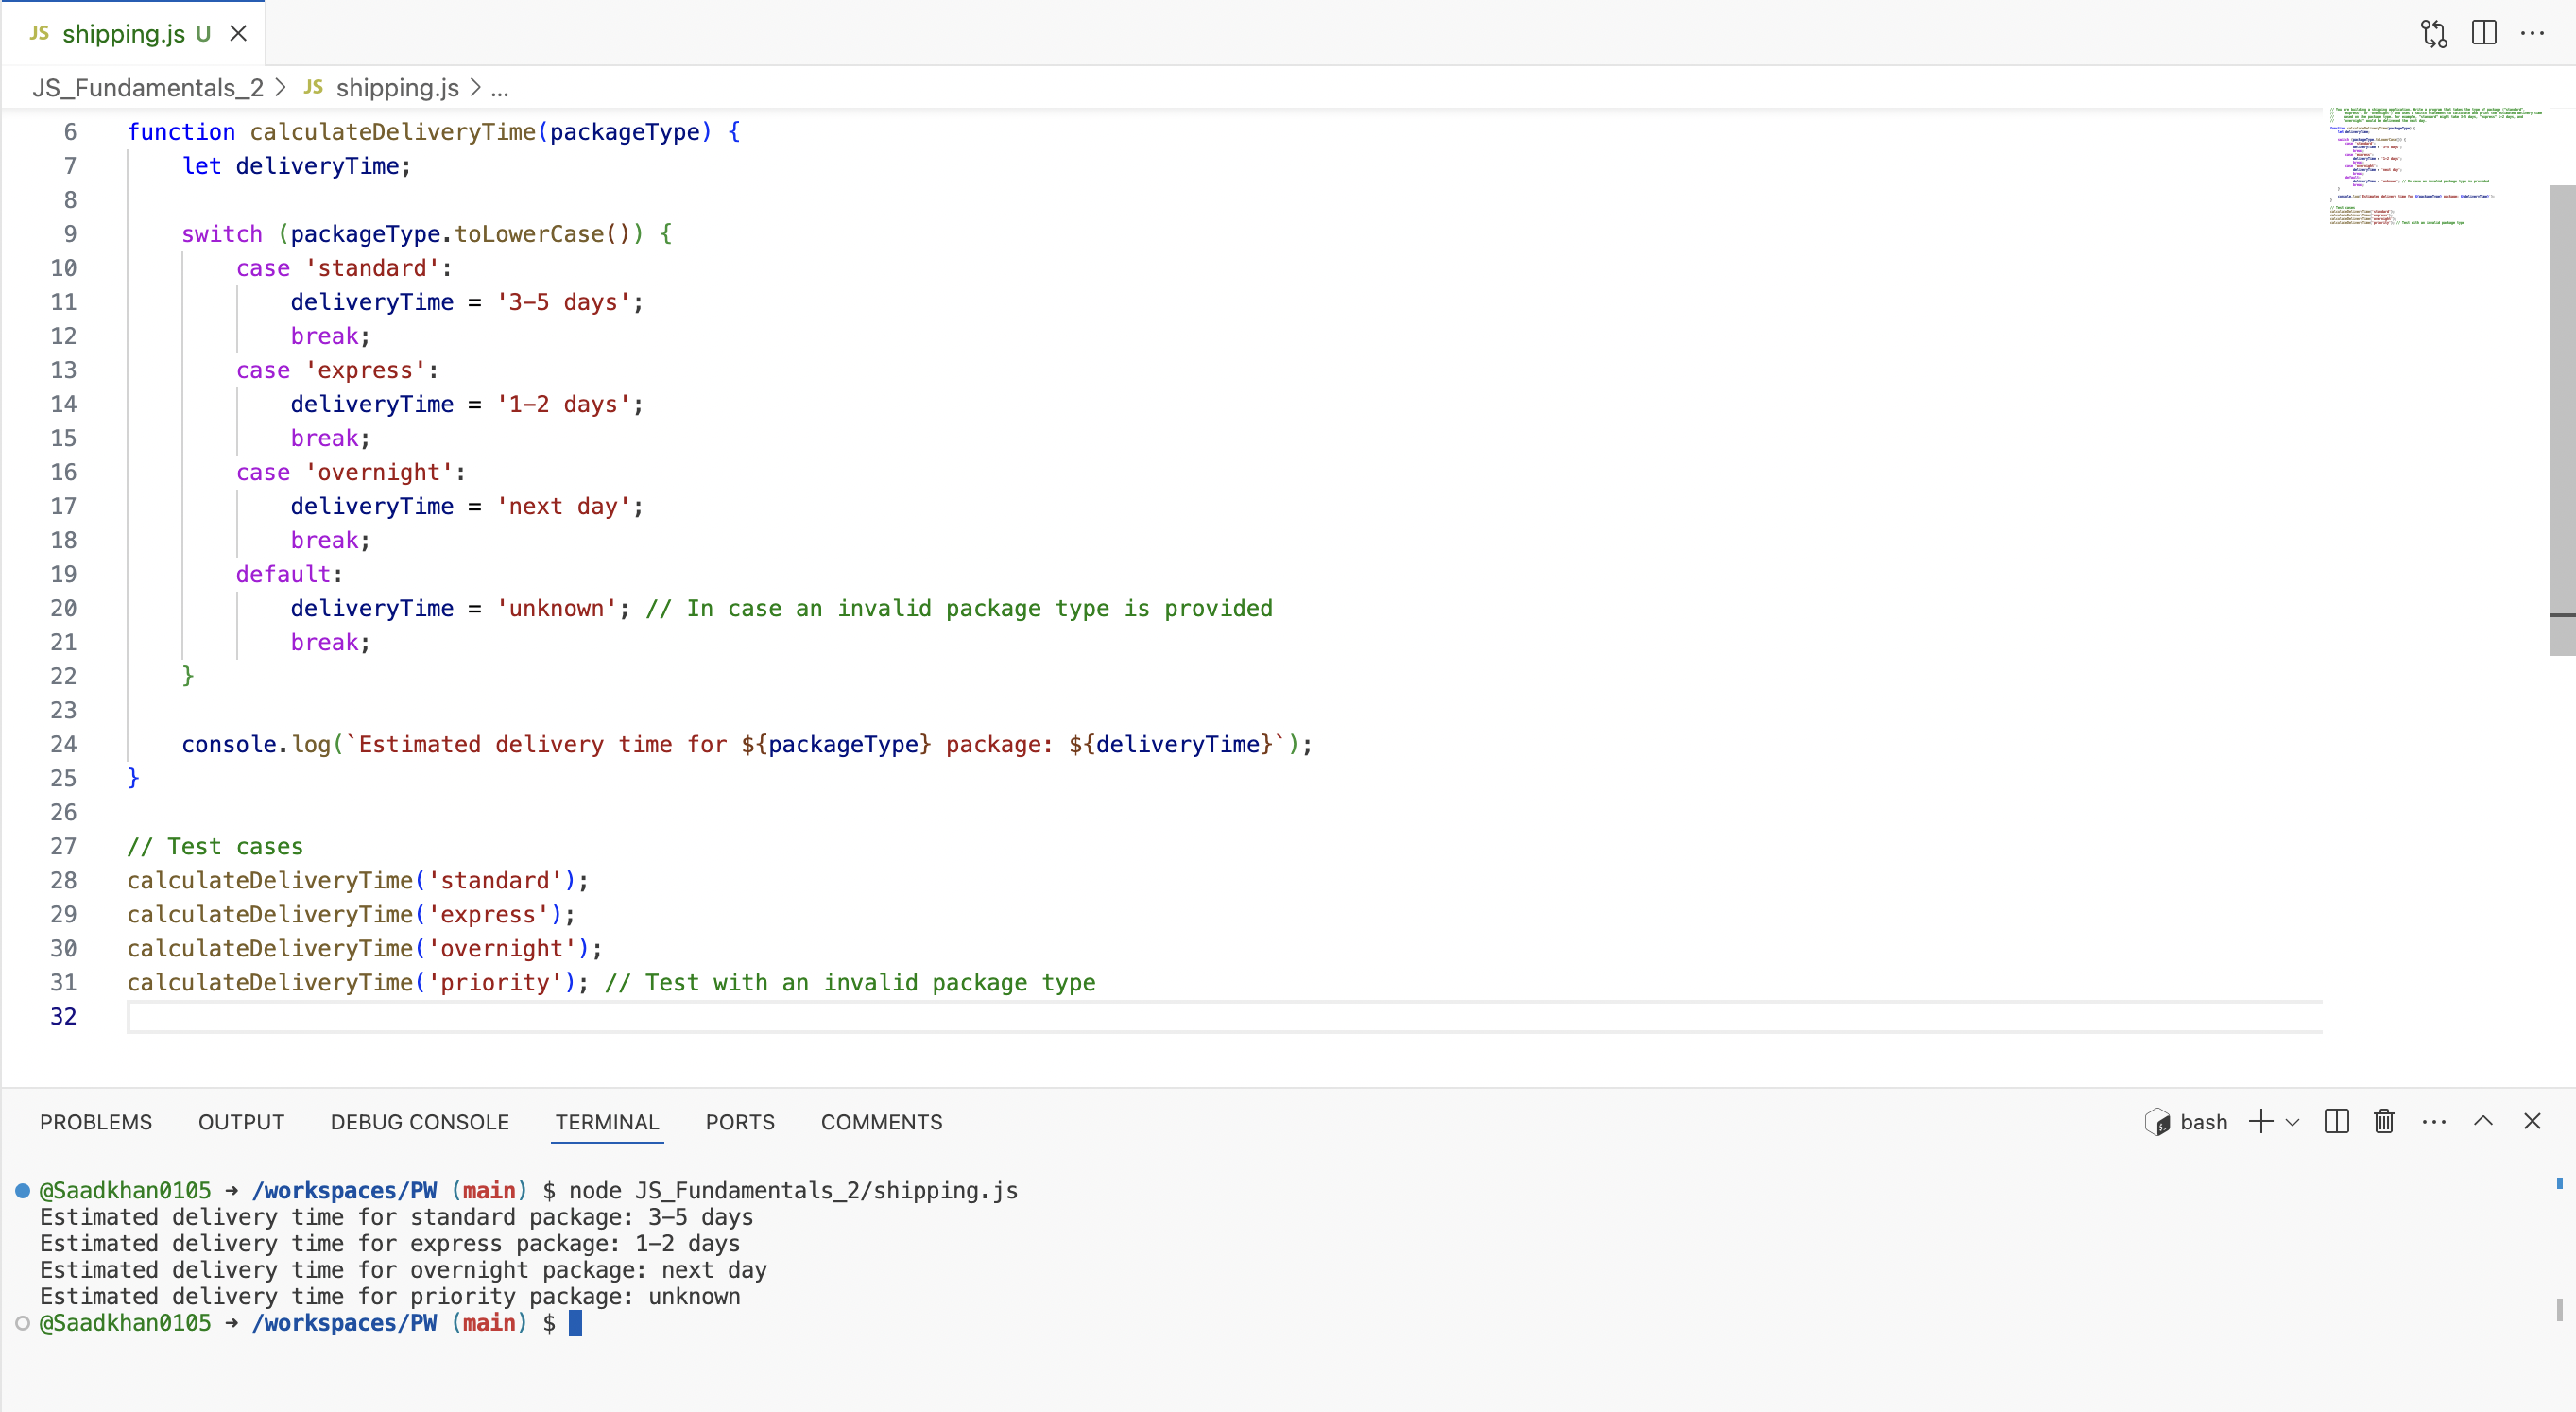 JS shipping.js U
JS_Fundamentals_2 > JS shipping.js > ...
6 function calculateDeliveryTime(packageType) {
7     let deliveryTime;
8
9     switch (packageType.toLowerCase()) {
10         case 'standard':
11             deliveryTime = '3-5 days';
12             break;
13         case 'express':
14             deliveryTime = '1-2 days';
15             break;
16         case 'overnight':
17             deliveryTime = 'next day';
18             break;
19         default:
20             deliveryTime = 'unknown'; // In case an invalid package type is provided
21             break;
22     }
23
24     console.log(`Estimated delivery time for ${packageType} package: ${deliveryTime}`);
25 }
26
27 // Test cases
28 calculateDeliveryTime('standard');
29 calculateDeliveryTime('express');
30 calculateDeliveryTime('overnight');
31 calculateDeliveryTime('priority'); // Test with an invalid package type
32
PROBLEMS OUTPUT DEBUG CONSOLE TERMINAL PORTS COMMENTS bash
@Saadkhan0105 → /workspaces/PW (main) $ node JS_Fundamentals_2/shipping.js
Estimated delivery time for standard package: 3-5 days
Estimated delivery time for express package: 1-2 days
Estimated delivery time for overnight package: next day
Estimated delivery time for priority package: unknown
@Saadkhan0105 → /workspaces/PW (main) $